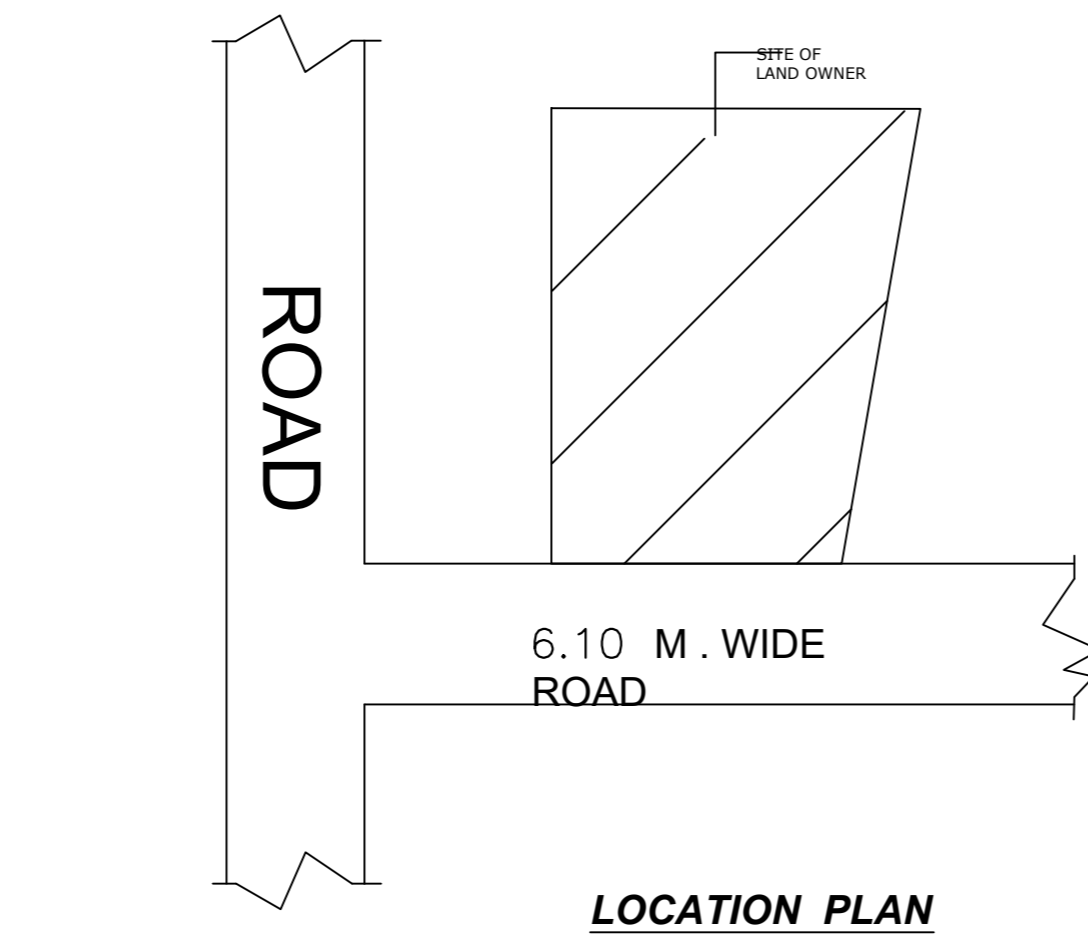 SITE OF
LAND OWNER
ROAD
6.10 M . WIDE
ROAD
LOCATION PLAN